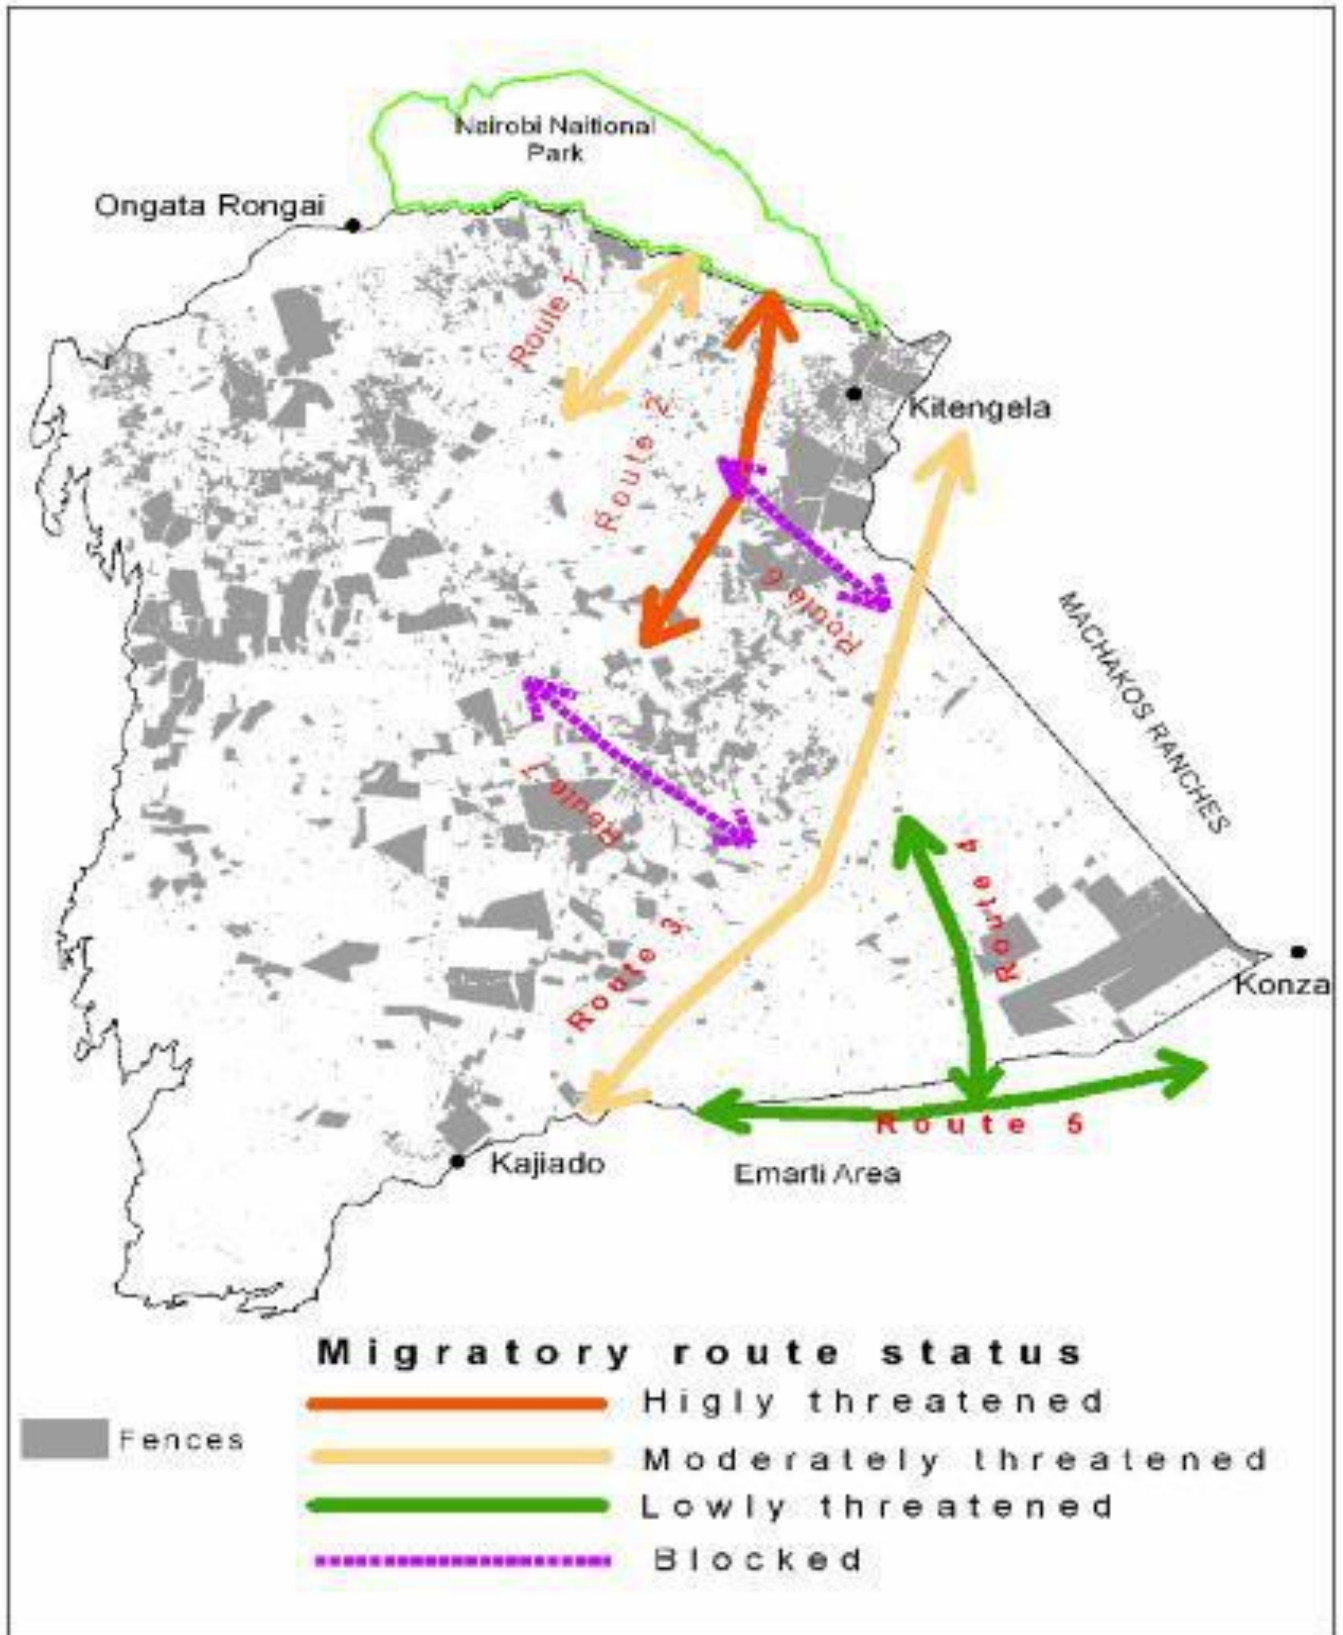 Nairobi Naitional
Park
Ongata Rongai
Route 1
Kitengela
Route 2
Route 6
MACHAKOS RANCHES
Route 7
Route 4
Route 3
Konza
Route 5
Kajiado
Emarti Area
Migratory route status
Higly threatened
Fences
Moderately threatened
Lowly threatened
Blocked